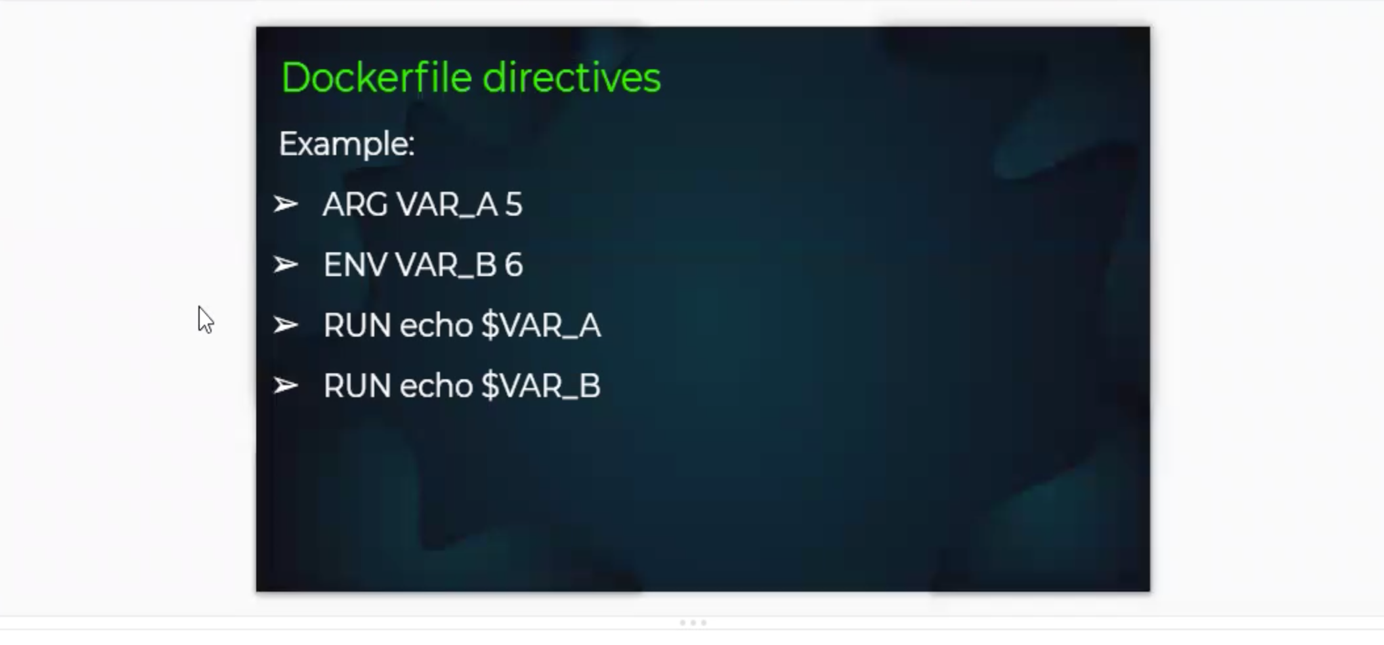 Dockerfile directives
Example:
➢ ARG VAR_A 5
➢ ENV VAR_B 6
➢ RUN echo $VAR_A
➢ RUN echo $VAR_B